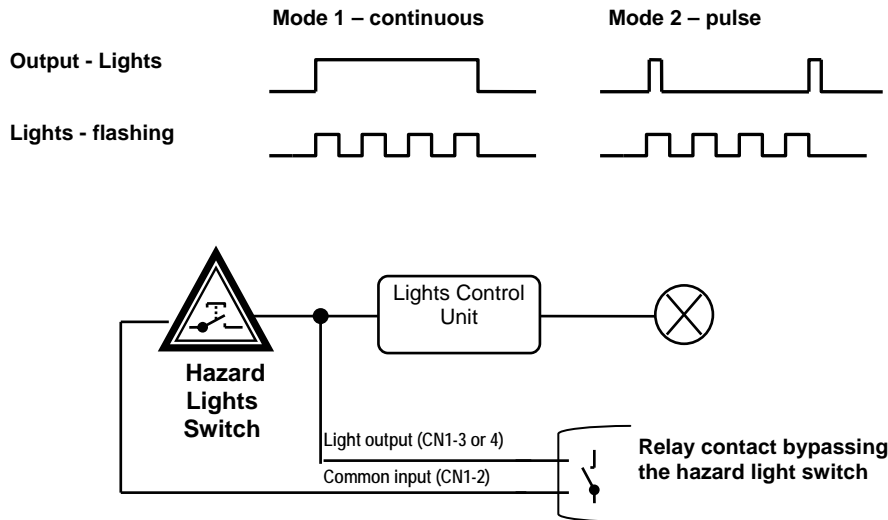 Mode 1 – continuous
Mode 2 – pulse
Output - Lights
Lights - flashing
Lights Control
Unit
Hazard
Lights
Switch
Light output (CN1-3 or 4)
Common input (CN1-2)
Relay contact bypassing
the hazard light switch